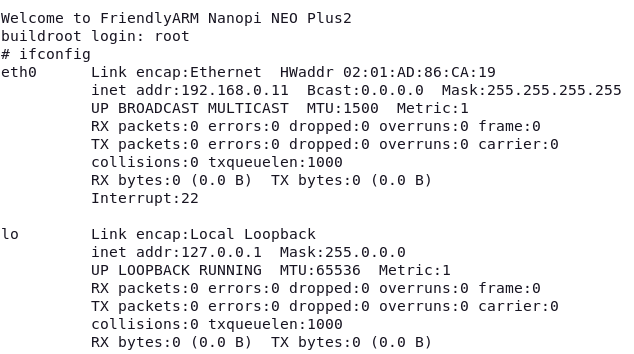 Welcome to FriendlyARM Nanopi NEO Plus2
buildroot login: root
# ifconfig
eth0      Link encap:Ethernet  HWaddr 02:01:AD:86:CA:19
          inet addr:192.168.0.11  Bcast:0.0.0.0  Mask:255.255.255.255
          UP BROADCAST MULTICAST  MTU:1500  Metric:1
          RX packets:0 errors:0 dropped:0 overruns:0 frame:0
          TX packets:0 errors:0 dropped:0 overruns:0 carrier:0
          collisions:0 txqueuelen:1000
          RX bytes:0 (0.0 B)  TX bytes:0 (0.0 B)
          Interrupt:22

lo        Link encap:Local Loopback
          inet addr:127.0.0.1  Mask:255.0.0.0
          UP LOOPBACK RUNNING  MTU:65536  Metric:1
          RX packets:0 errors:0 dropped:0 overruns:0 frame:0
          TX packets:0 errors:0 dropped:0 overruns:0 carrier:0
          collisions:0 txqueuelen:1000
          RX bytes:0 (0.0 B)  TX bytes:0 (0.0 B)